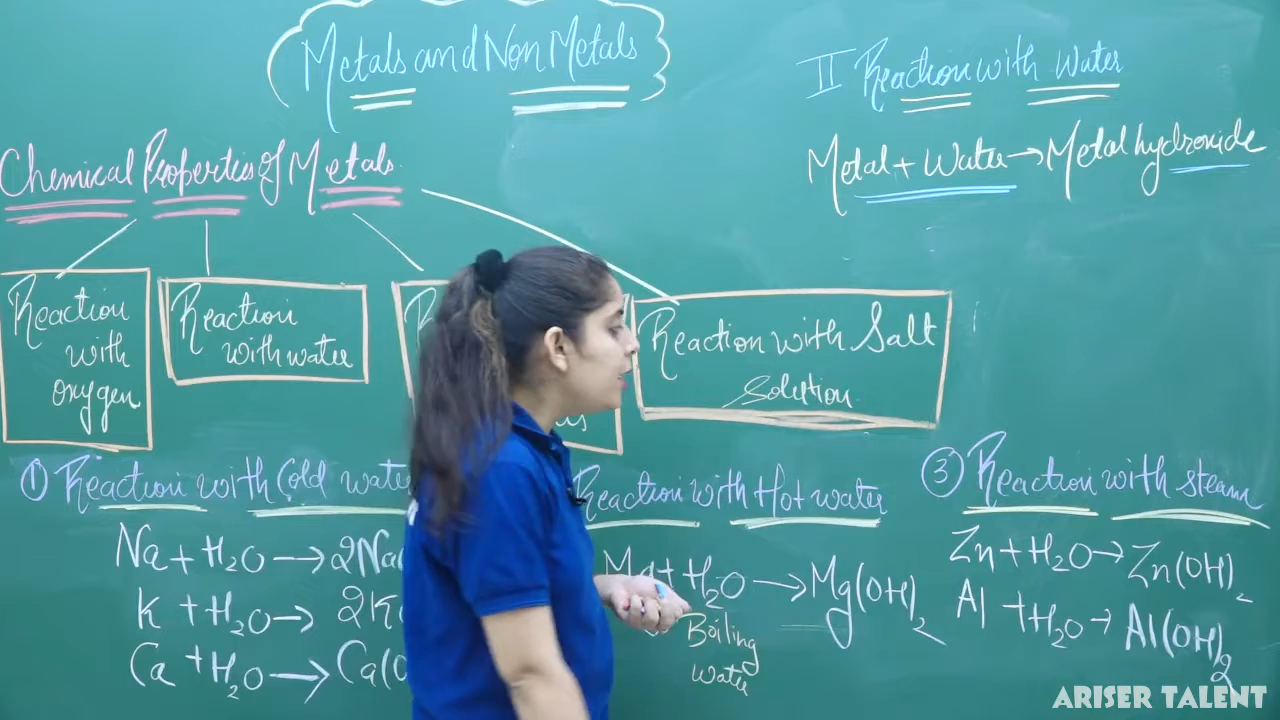 Metals and Non Metals
II Reaction with Water
Metal + Water → Metal hydroxide
Chemical Properties of Metals
Reaction
with
oxygen
Reaction
with water
Reaction with Salt
Solution
① Reaction with Cold water
Na + H₂O → 2Na
K + H₂O → 2K
Ca + H₂O → Ca(O
Reaction with Hot water
Mg + H₂O → Mg(OH)₂
Boiling
water
③ Reaction with steam
Zn + H₂O → Zn(OH)₂
Al + H₂O → Al(OH)₂
ARISER TALENT